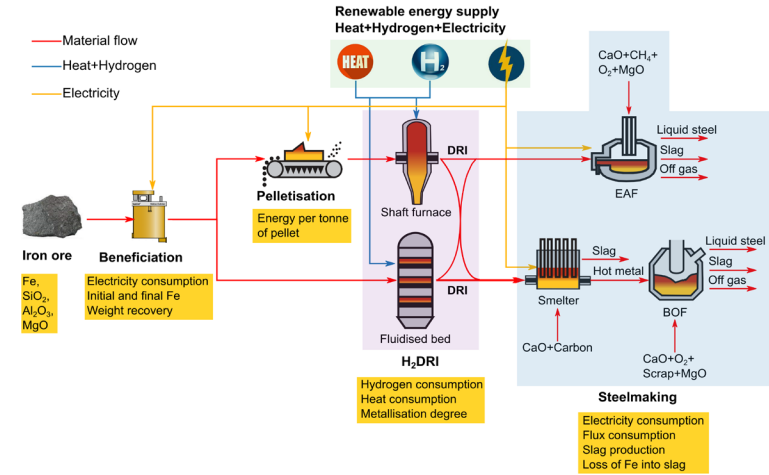 Renewable energy supply
Heat+Hydrogen+Electricity
Material flow
Heat+Hydrogen
Electricity
HEAT
H₂
CaO+CH₄+
O₂+MgO
DRI
Liquid steel
Slag
Off gas
EAF
Pelletisation
Energy per tonne
of pellet
Shaft furnace
Iron ore
Fe,
SiO₂,
Al₂O₃,
MgO
Beneficiation
Electricity consumption
Initial and final Fe
Weight recovery
DRI
Fluidised bed
H₂DRI
Hydrogen consumption
Heat consumption
Metallisation degree
Slag
Hot metal
Smelter
CaO+Carbon
Liquid steel
Slag
Off gas
BOF
CaO+O₂+
Scrap+MgO
Steelmaking
Electricity consumption
Flux consumption
Slag production
Loss of Fe into slag